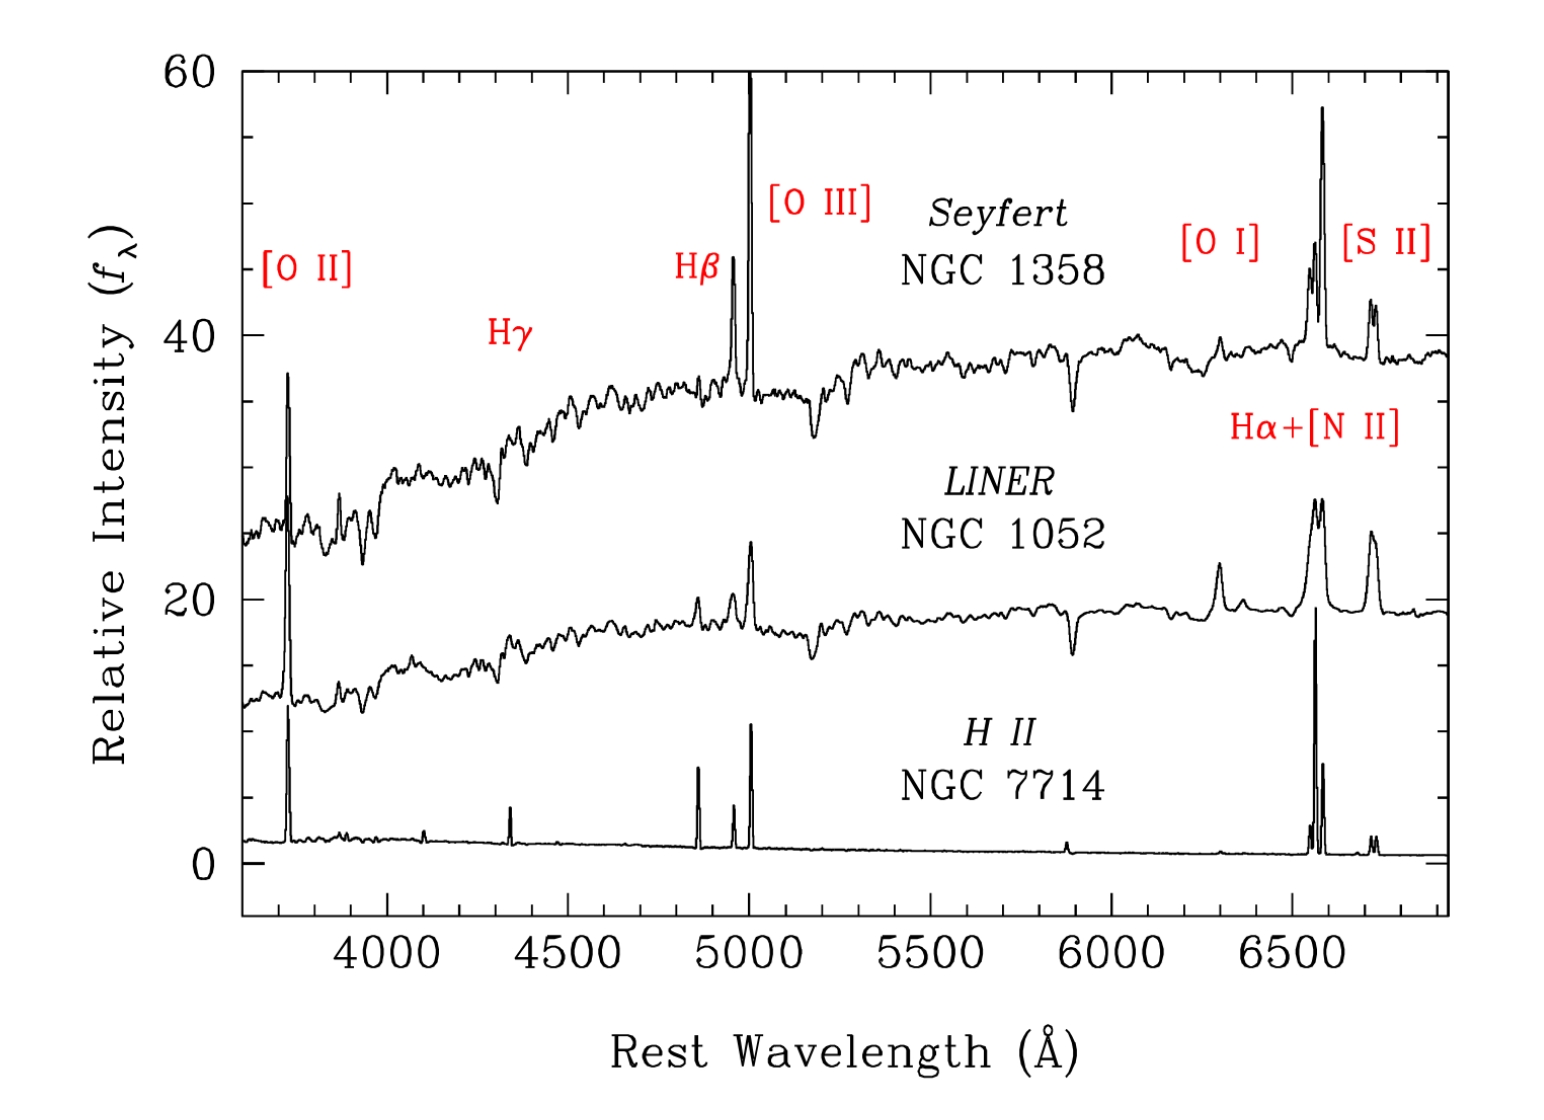 60
40
20
0
Relative Intensity (fλ)
[O II]
Hγ
Hβ
[O III]
Seyfert
NGC 1358
[O I]
[S II]
Hα+[N II]
LINER
NGC 1052
H II
NGC 7714
4000 4500 5000 5500 6000 6500
Rest Wavelength (Å)